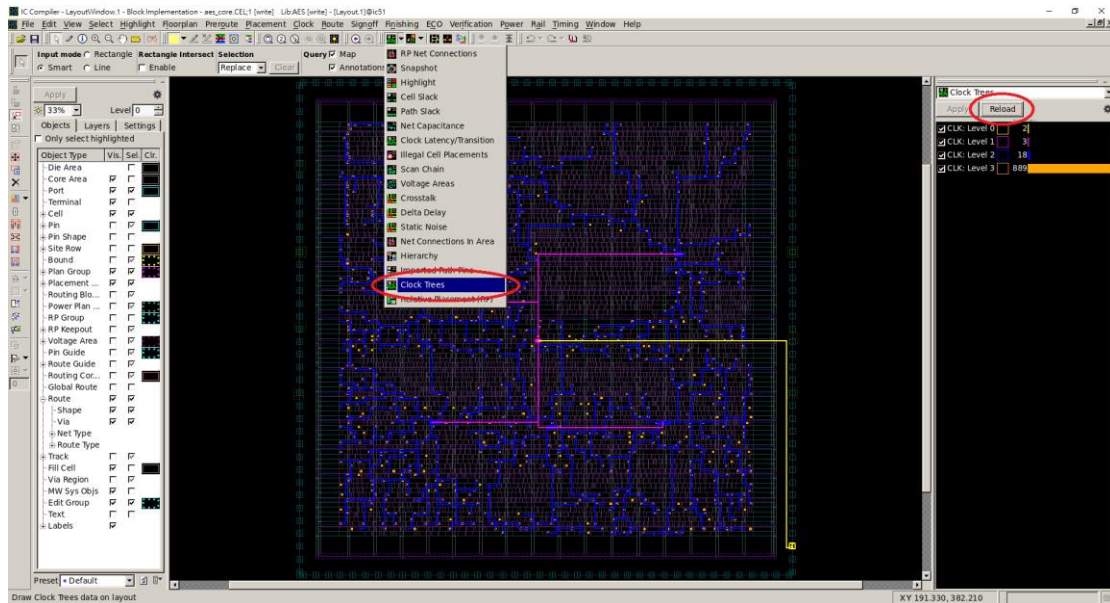 IC Compiler - LayoutWindow.1 - Block Implementation - aes_core.CEL;1 [write]   Lib:AES [write] - [Layout.1]@ic51
File Edit View Select Highlight Floorplan Preroute Placement Clock Route Signoff Finishing ECO Verification Power Rail Timing Window Help
Input mode Rectangle Rectangle Intersect Selection Query Map
Smart Line Enable Replace Clear Annotations
Apply
33% Level 0
Objects Layers Settings
Only select highlighted
Object Type Vis. Sel. Clr.
Die Area
Core Area
Port
Terminal
Cell
Pin
Pin Shape
Site Row
Bound
Plan Group
Placement ...
Routing Blo...
Power Plan ...
RP Group
RP Keepout
Voltage Area
Pin Guide
Route Guide
Routing Cor...
Global Route
Route
Shape
Via
Net Type
Route Type
Track
Fill Cell
Via Region
MW Sys Objs
Edit Group
Text
Labels
Preset Default
RP Net Connections
Snapshot
Highlight
Cell Slack
Path Slack
Net Capacitance
Clock Latency/Transition
Illegal Cell Placements
Scan Chain
Voltage Areas
Crosstalk
Delta Delay
Static Noise
Net Connections In Area
Hierarchy
Imported Path Pins
Clock Trees
Relative Placement (RP)
Clock Trees
Apply Reload
CLK: Level 0 2
CLK: Level 1 3
CLK: Level 2 18
CLK: Level 3 889
Draw Clock Trees data on layout
XY 191.330, 382.210